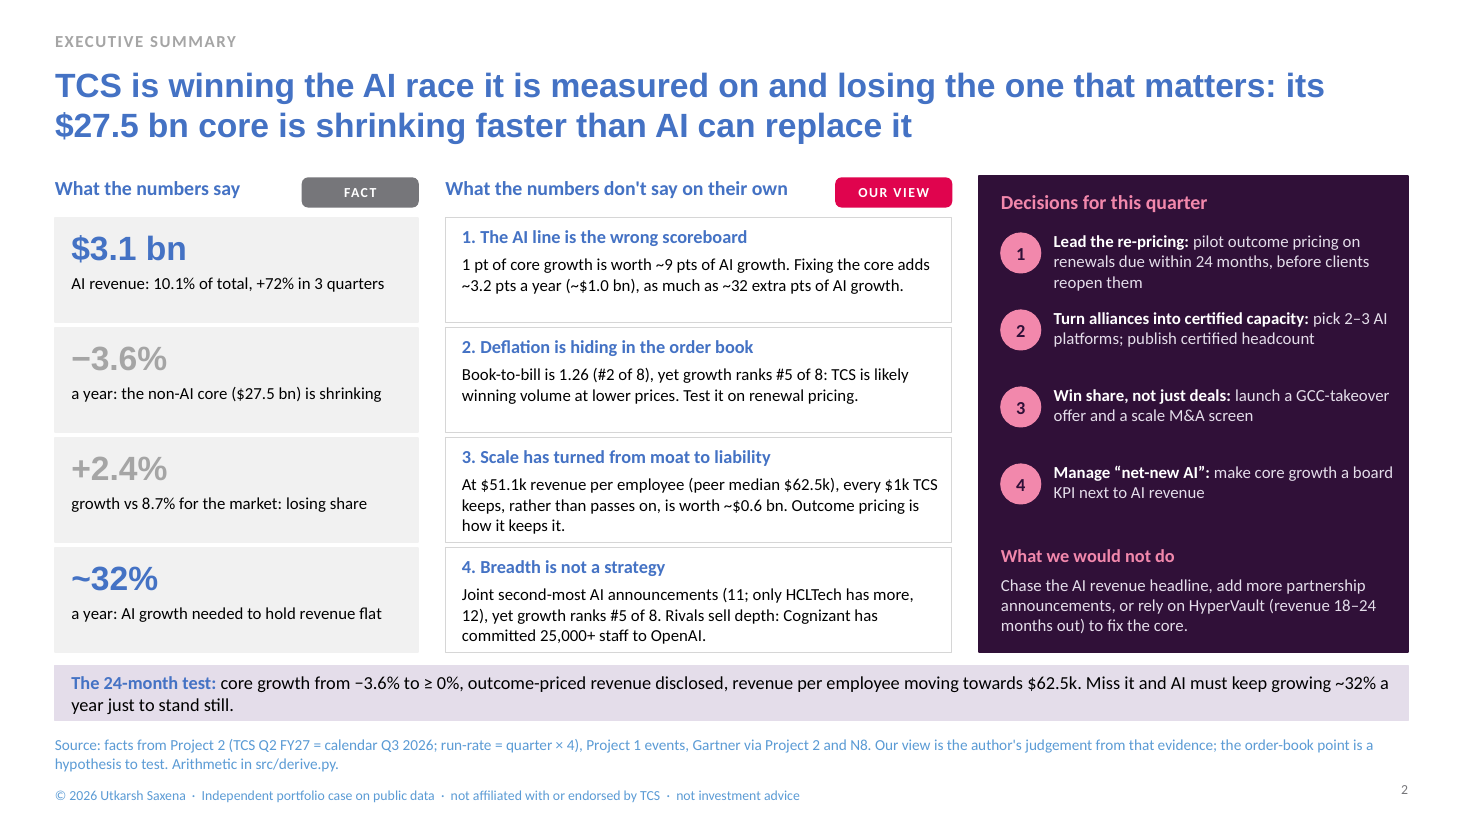 EXECUTIVE SUMMARY
TCS is winning the AI race it is measured on and losing the one that matters: its
$27.5 bn core is shrinking faster than AI can replace it
What the numbers say
FACT
$3.1 bn
AI revenue: 10.1% of total, +72% in 3 quarters
−3.6%
a year: the non-AI core ($27.5 bn) is shrinking
+2.4%
growth vs 8.7% for the market: losing share
~32%
a year: AI growth needed to hold revenue flat
What the numbers don't say on their own
OUR VIEW
1. The AI line is the wrong scoreboard
1 pt of core growth is worth ~9 pts of AI growth. Fixing the core adds
~3.2 pts a year (~$1.0 bn), as much as ~32 extra pts of AI growth.
2. Deflation is hiding in the order book
Book-to-bill is 1.26 (#2 of 8), yet growth ranks #5 of 8: TCS is likely
winning volume at lower prices. Test it on renewal pricing.
3. Scale has turned from moat to liability
At $51.1k revenue per employee (peer median $62.5k), every $1k TCS
keeps, rather than passes on, is worth ~$0.6 bn. Outcome pricing is
how it keeps it.
4. Breadth is not a strategy
Joint second-most AI announcements (11; only HCLTech has more,
12), yet growth ranks #5 of 8. Rivals sell depth: Cognizant has
committed 25,000+ staff to OpenAI.
Decisions for this quarter
1
Lead the re-pricing: pilot outcome pricing on
renewals due within 24 months, before clients
reopen them
2
Turn alliances into certified capacity: pick 2–3 AI
platforms; publish certified headcount
3
Win share, not just deals: launch a GCC-takeover
offer and a scale M&A screen
4
Manage “net-new AI”: make core growth a board
KPI next to AI revenue
What we would not do
Chase the AI revenue headline, add more partnership
announcements, or rely on HyperVault (revenue 18–24
months out) to fix the core.
The 24-month test: core growth from −3.6% to ≥ 0%, outcome-priced revenue disclosed, revenue per employee moving towards $62.5k. Miss it and AI must keep growing ~32% a
year just to stand still.
Source: facts from Project 2 (TCS Q2 FY27 = calendar Q3 2026; run-rate = quarter × 4), Project 1 events, Gartner via Project 2 and N8. Our view is the author's judgement from that evidence; the order-book point is a
hypothesis to test. Arithmetic in src/derive.py.
© 2026 Utkarsh Saxena · Independent portfolio case on public data · not affiliated with or endorsed by TCS · not investment advice
2